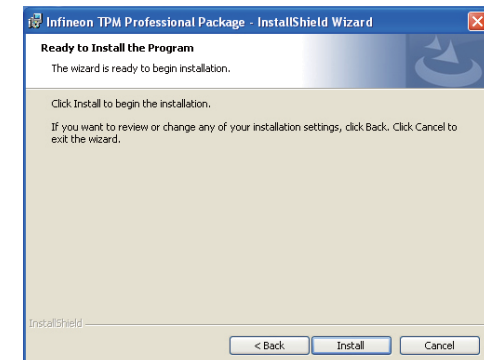 Infineon TPM Professional Package - InstallShield Wizard
Ready to Install the Program
The wizard is ready to begin installation.
Click Install to begin the installation.
If you want to review or change any of your installation settings, click Back. Click Cancel to
exit the wizard.
InstallShield
< Back Install Cancel